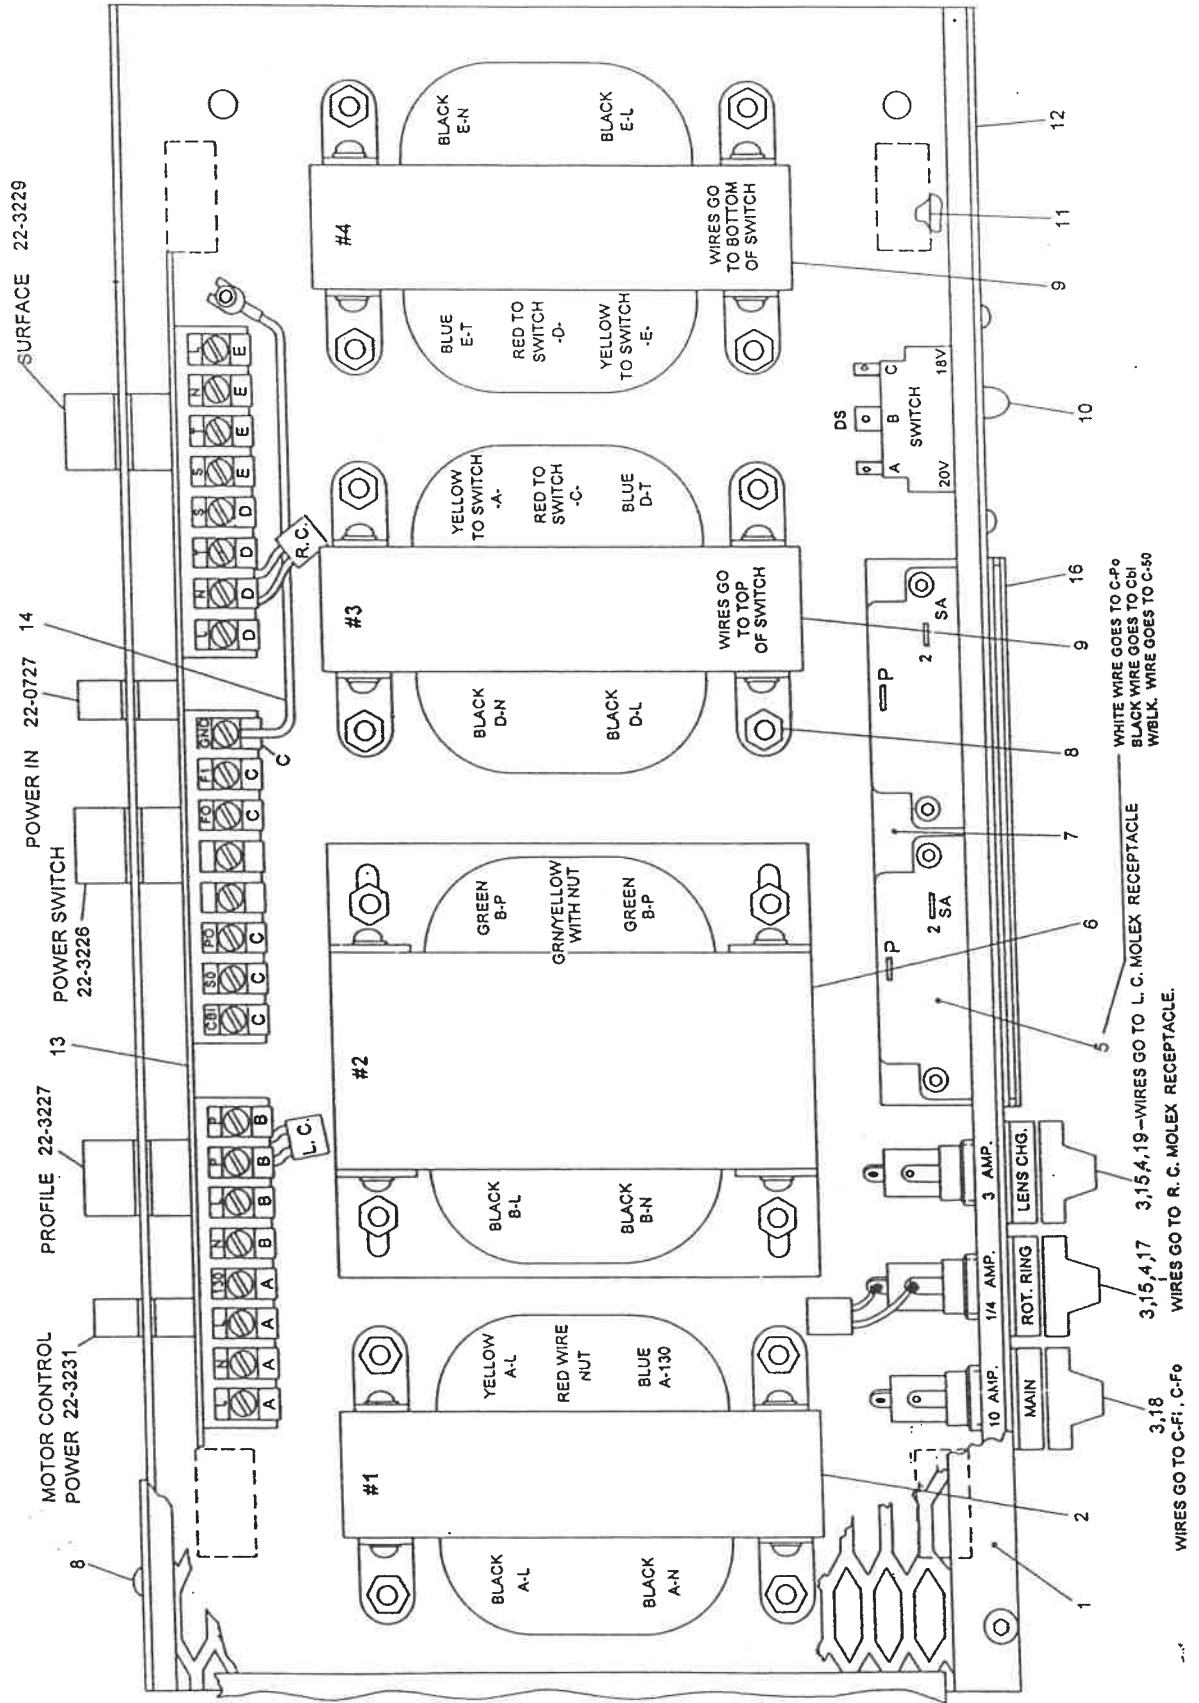 MOTOR CONTROL
POWER 22-3231
PROFILE 22-3227
POWER SWITCH
22-3226
POWER IN 22-0727
SURFACE 22-3229
8
13
14
L
N
L
130
N
L
P
P
A
A
A
A
B
B
B
B
L.C.
CBI
S0
PO
FO
F1
GND
C
C
C
C
C
C
L
N
T
S
S
T
N
L
D
D
D
D
E
E
E
E
R.C.
#1
BLACK
A-L
BLACK
A-N
YELLOW
A-L
RED WIRE
NUT
BLUE
A-130
#2
BLACK
B-L
BLACK
B-N
GREEN
B-P
GRN/YELLOW
WITH NUT
GREEN
B-P
#3
WIRES GO
TO TOP
OF SWITCH
BLACK
D-N
BLACK
D-L
YELLOW
TO SWITCH
-A-
RED TO
SWITCH
-C-
BLUE
D-T
#4
WIRES GO
TO BOTTOM
OF SWITCH
BLUE
E-T
RED TO
SWITCH
-D-
YELLOW
TO SWITCH
-E-
BLACK
E-N
BLACK
E-L
10 AMP.
MAIN
1/4 AMP.
ROT. RING
3 AMP.
LENS CHG.
P
2
SA
P
2
SA
DS
A
B
C
SWITCH
20V
18V
1
2
3,18
WIRES GO TO C-FI, C-Fo
3,15,4,17
WIRES GO TO R. C. MOLEX RECEPTACLE.
3,15,4,19-WIRES GO TO L. C. MOLEX RECEPTACLE
5
WHITE WIRE GOES TO C-Po
BLACK WIRE GOES TO CbI
W/BLK. WIRE GOES TO C-50
6
7
8
9
16
10
9
11
12